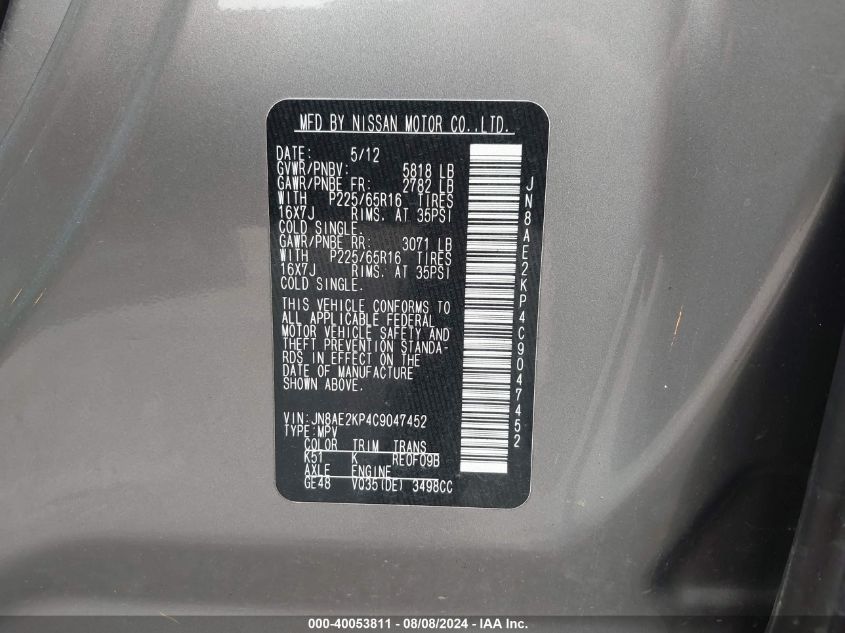 MFD BY NISSAN MOTOR CO.,LTD.
DATE: 5/12
GVWR/PNBV: 5818 LB
GAWR/PNBE FR: 2782 LB
WITH P225/65R16 TIRES
16X7J RIMS. AT 35PSI
COLD SINGLE.
GAWR/PNBE RR: 3071 LB
WITH P225/65R16 TIRES
16X7J RIMS. AT 35PSI
COLD SINGLE.
THIS VEHICLE CONFORMS TO
ALL APPLICABLE FEDERAL
MOTOR VEHICLE SAFETY AND
THEFT PREVENTION STANDA-
RDS IN EFFECT ON THE
DATE OF MANUFACTURE
SHOWN ABOVE.
VIN:JN8AE2KP4C9047452
TYPE:MPV
COLOR TRIM TRANS
K51 K RE0F09B
AXLE ENGINE
GE48 VQ35(DE) 3498CC
JN8AE2KP4C9047452
000-40053811 - 08/08/2024 - IAA Inc.